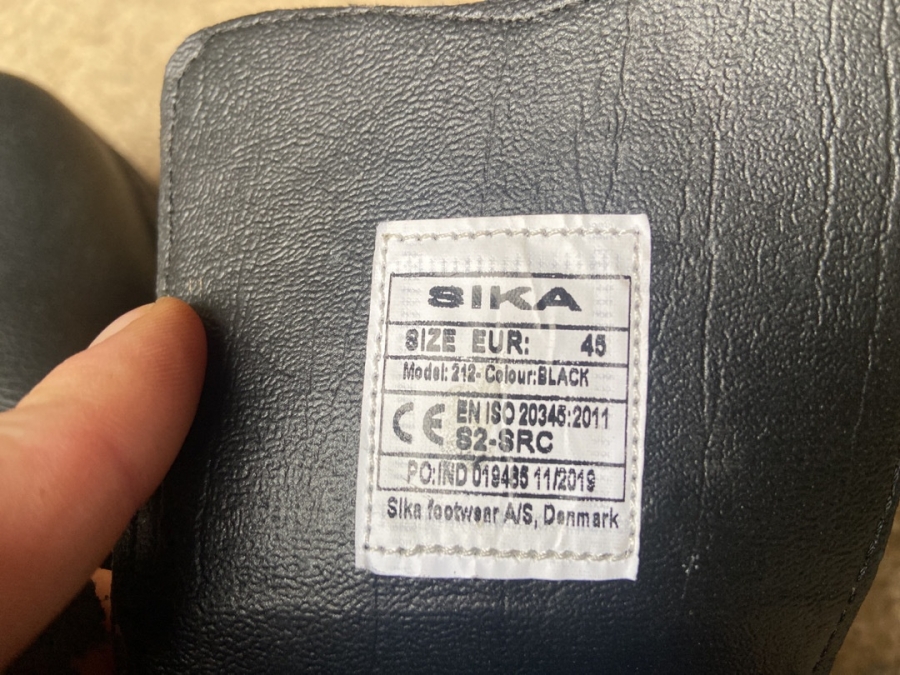 SIKA
SIZE EUR: 45
Model: 212- Colour:BLACK
CE EN ISO 20345:2011
S2-SRC
PO:IND 019485 11/2019
Sika footwear A/S, Denmark